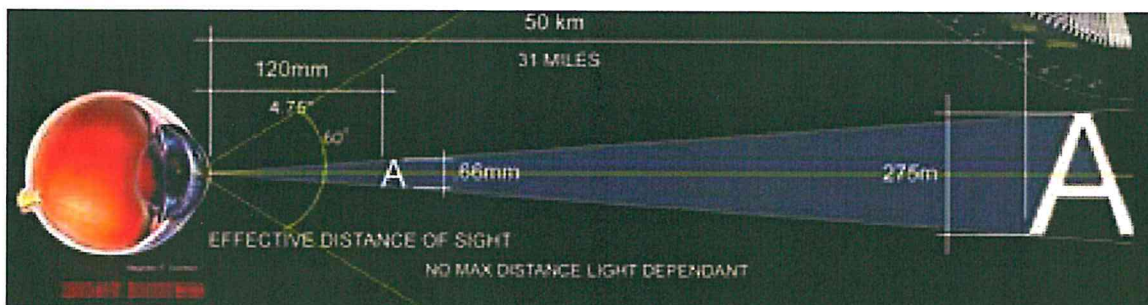 50 km
31 MILES
120mm
4.75"
60°
A
66mm
275m
A
EFFECTIVE DISTANCE OF SIGHT
NO MAX DISTANCE LIGHT DEPENDANT